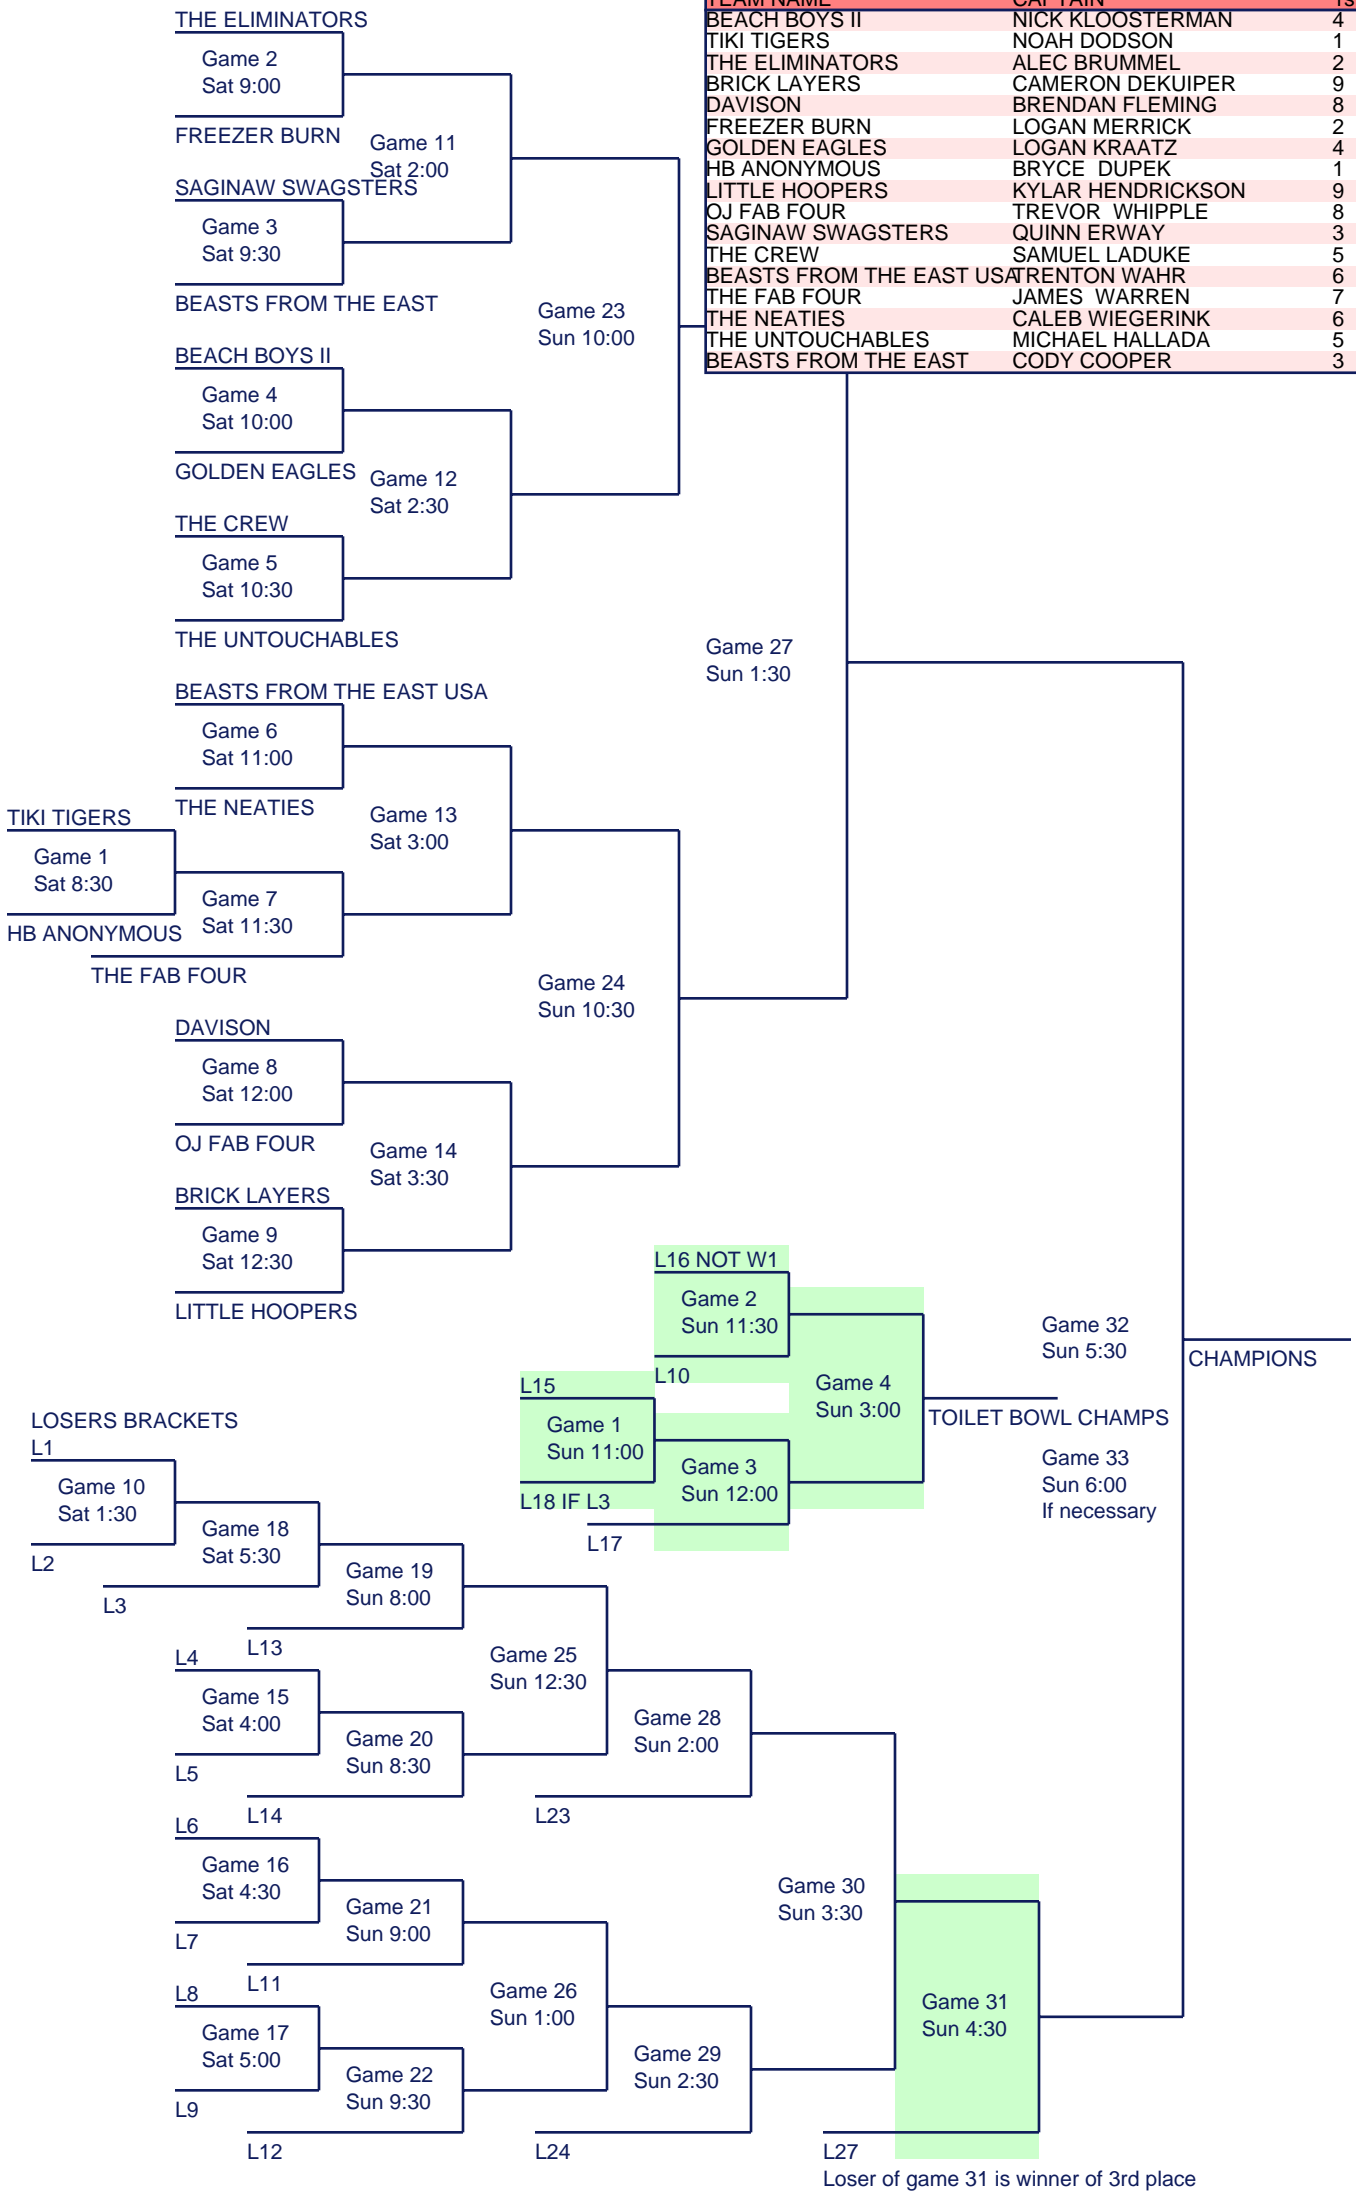 TEAM NAME CAPTAIN
BEACH BOYS II NICK KLOOSTERMAN 4
TIKI TIGERS NOAH DODSON 1
THE ELIMINATORS ALEC BRUMMEL 2
BRICK LAYERS CAMERON DEKUIPER 9
DAVISON BRENDAN FLEMING 8
FREEZER BURN LOGAN MERRICK 2
GOLDEN EAGLES LOGAN KRAATZ 4
HB ANONYMOUS BRYCE DUPEK 1
LITTLE HOOPERS KYLAR HENDRICKSON 9
OJ FAB FOUR TREVOR WHIPPLE 8
SAGINAW SWAGSTERS QUINN ERWAY 3
THE CREW SAMUEL LADUKE 5
BEASTS FROM THE EAST USA TRENTON WAHR 6
THE FAB FOUR JAMES WARREN 7
THE NEATIES CALEB WIEGERINK 6
THE UNTOUCHABLES MICHAEL HALLADA 5
BEASTS FROM THE EAST CODY COOPER 3
THE ELIMINATORS
Game 2
Sat 9:00
FREEZER BURN
Game 11
Sat 2:00
SAGINAW SWAGSTERS
Game 3
Sat 9:30
BEASTS FROM THE EAST
Game 23
Sun 10:00
BEACH BOYS II
Game 4
Sat 10:00
GOLDEN EAGLES
Game 12
Sat 2:30
THE CREW
Game 5
Sat 10:30
THE UNTOUCHABLES
Game 27
Sun 1:30
BEASTS FROM THE EAST USA
Game 6
Sat 11:00
THE NEATIES
Game 13
Sat 3:00
TIKI TIGERS
Game 1
Sat 8:30
HB ANONYMOUS
Game 7
Sat 11:30
THE FAB FOUR
Game 24
Sun 10:30
DAVISON
Game 8
Sat 12:00
OJ FAB FOUR
Game 14
Sat 3:30
BRICK LAYERS
Game 9
Sat 12:30
LITTLE HOOPERS
L16 NOT W1
Game 2
Sun 11:30
L10
L15
Game 1
Sun 11:00
L18 IF L3
Game 3
Sun 12:00
L17
Game 4
Sun 3:00
TOILET BOWL CHAMPS
Game 32
Sun 5:30
CHAMPIONS
Game 33
Sun 6:00
If necessary
LOSERS BRACKETS
L1
Game 10
Sat 1:30
L2
Game 18
Sat 5:30
L3
Game 19
Sun 8:00
L13
Game 25
Sun 12:30
L4
Game 15
Sat 4:00
L5
Game 20
Sun 8:30
L14
Game 28
Sun 2:00
L23
L6
Game 16
Sat 4:30
L7
Game 21
Sun 9:00
L11
Game 30
Sun 3:30
L8
Game 17
Sat 5:00
L9
Game 22
Sun 9:30
L12
Game 26
Sun 1:00
Game 29
Sun 2:30
L24
Game 31
Sun 4:30
L27
Loser of game 31 is winner of 3rd place